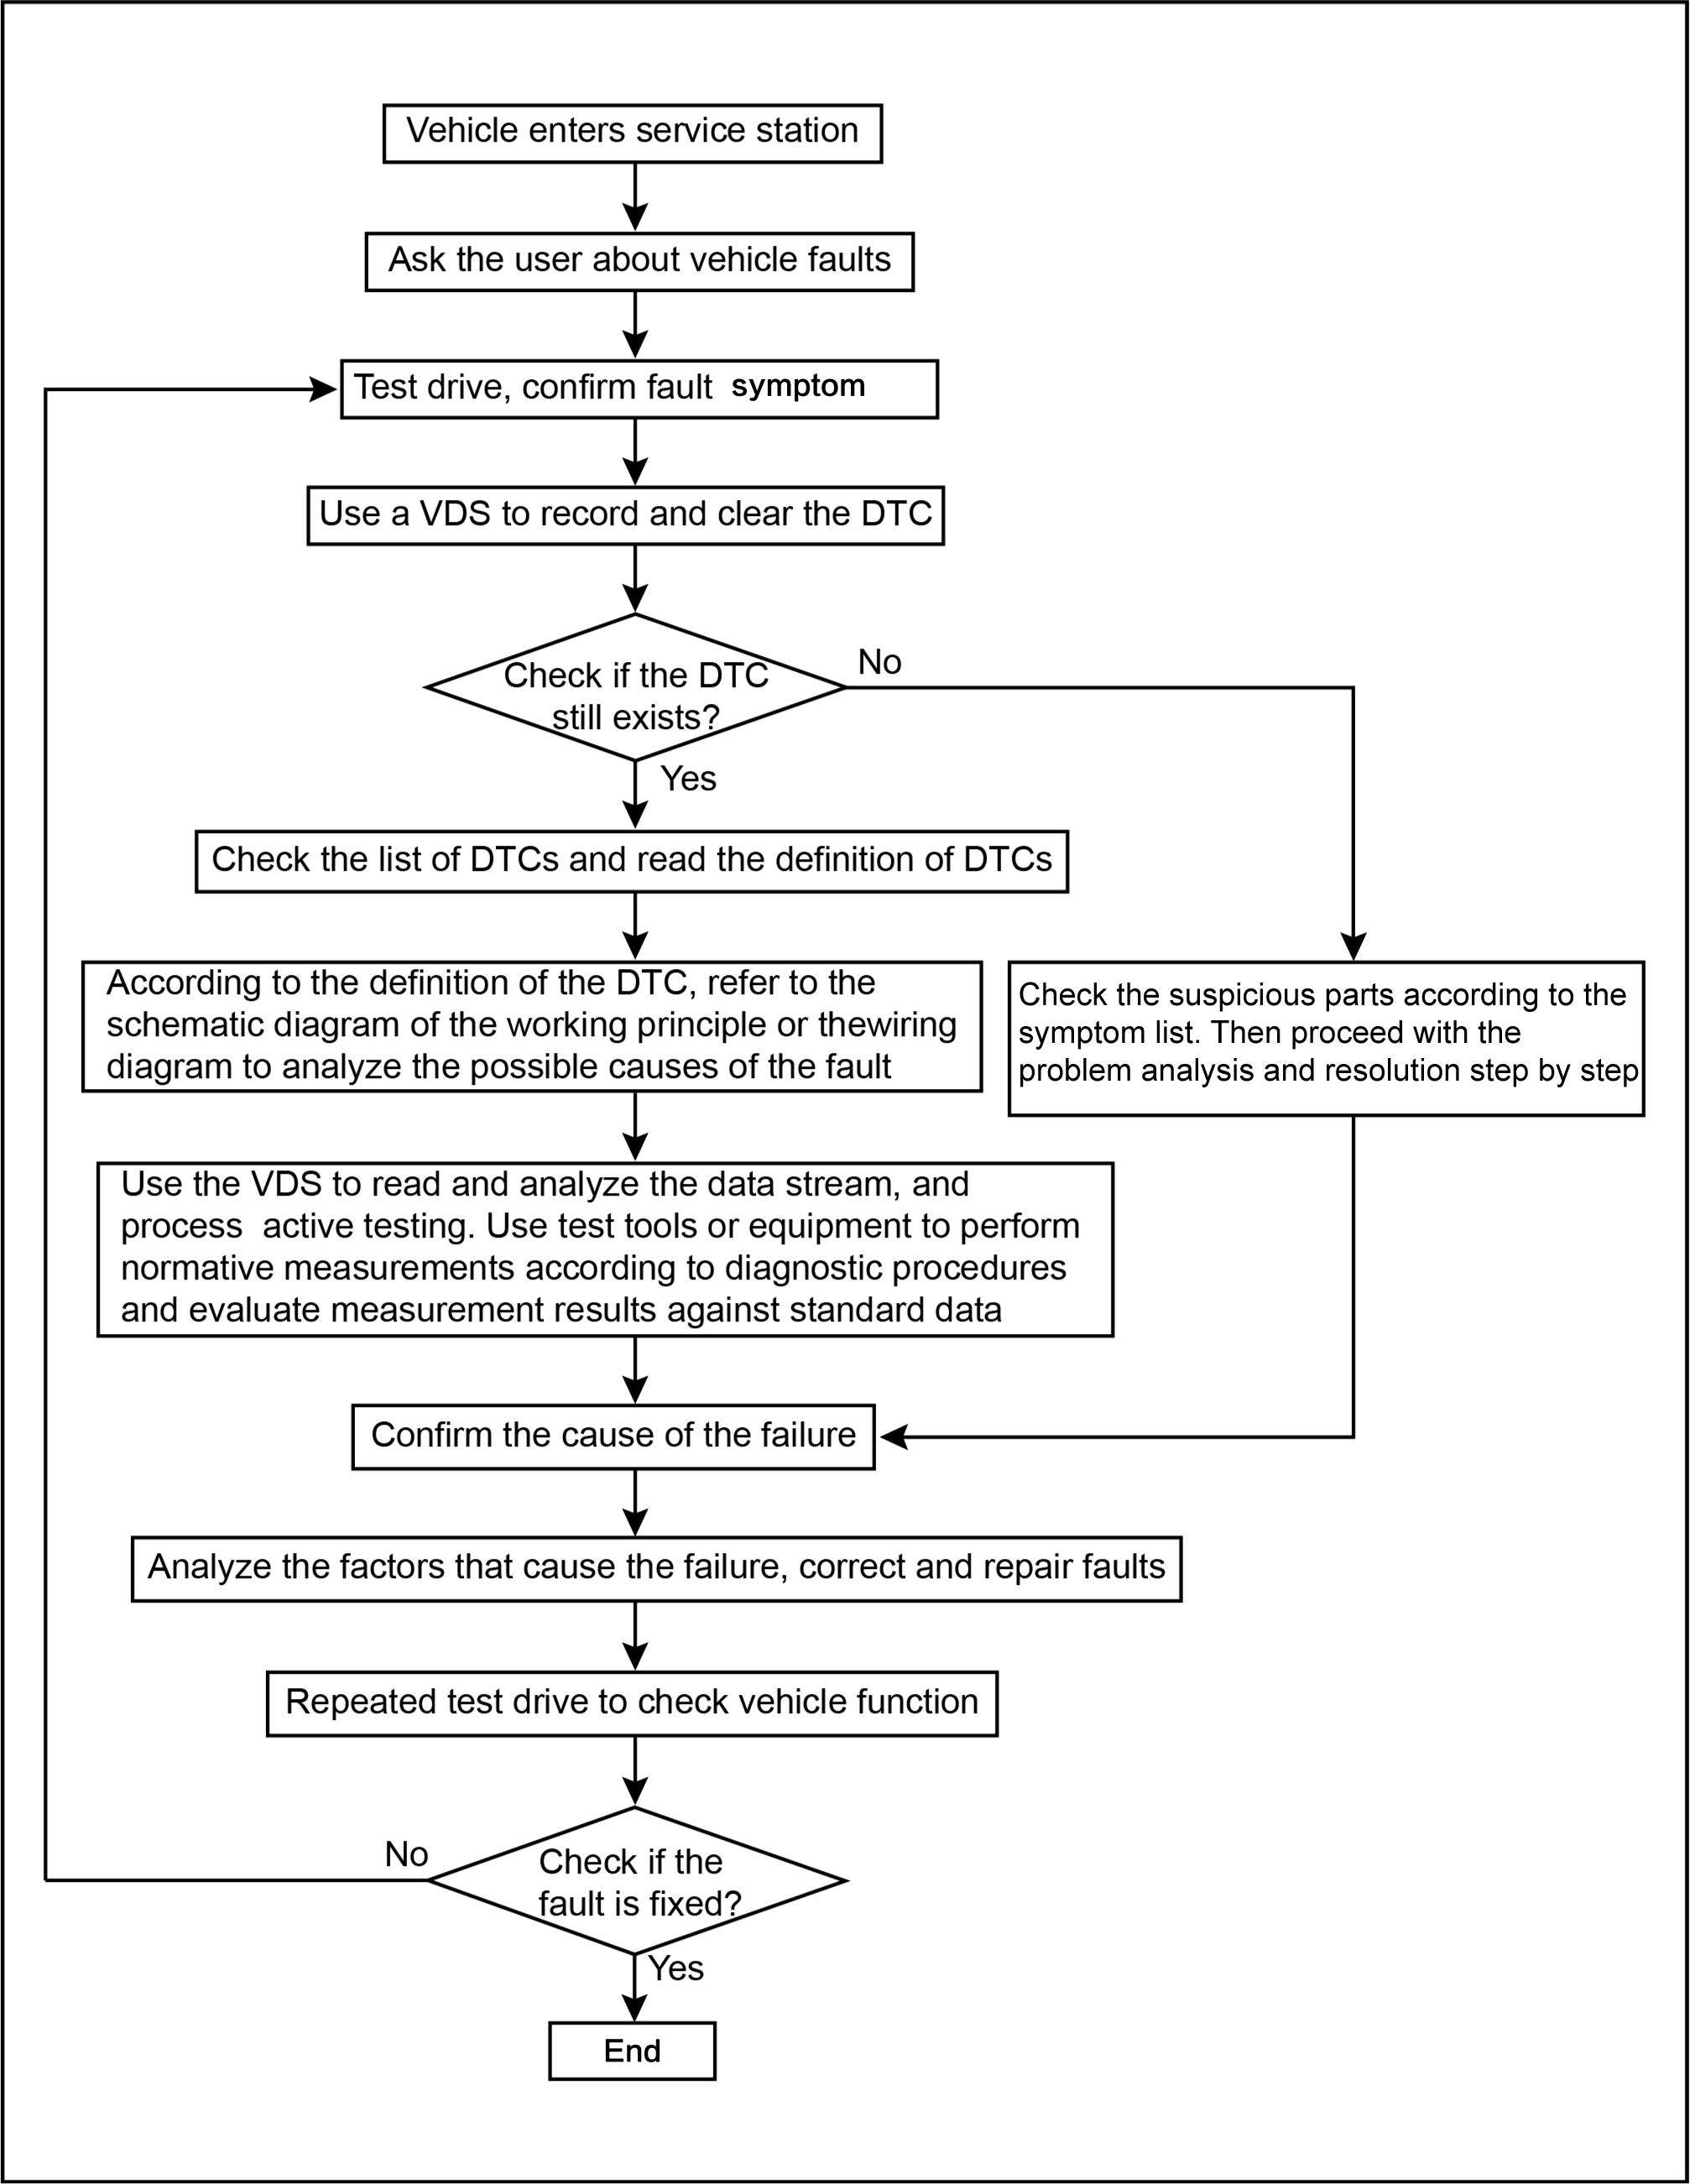 Vehicle enters service station
Ask the user about vehicle faults
Test drive, confirm fault symptom
Use a VDS to record and clear the DTC
Check if the DTC
still exists?
No
Yes
Check the list of DTCs and read the definition of DTCs
According to the definition of the DTC, refer to the
schematic diagram of the working principle or thewiring
diagram to analyze the possible causes of the fault
Check the suspicious parts according to the
symptom list. Then proceed with the
problem analysis and resolution step by step
Use the VDS to read and analyze the data stream, and
process active testing. Use test tools or equipment to perform
normative measurements according to diagnostic procedures
and evaluate measurement results against standard data
Confirm the cause of the failure
Analyze the factors that cause the failure, correct and repair faults
Repeated test drive to check vehicle function
No
Check if the
fault is fixed?
Yes
End